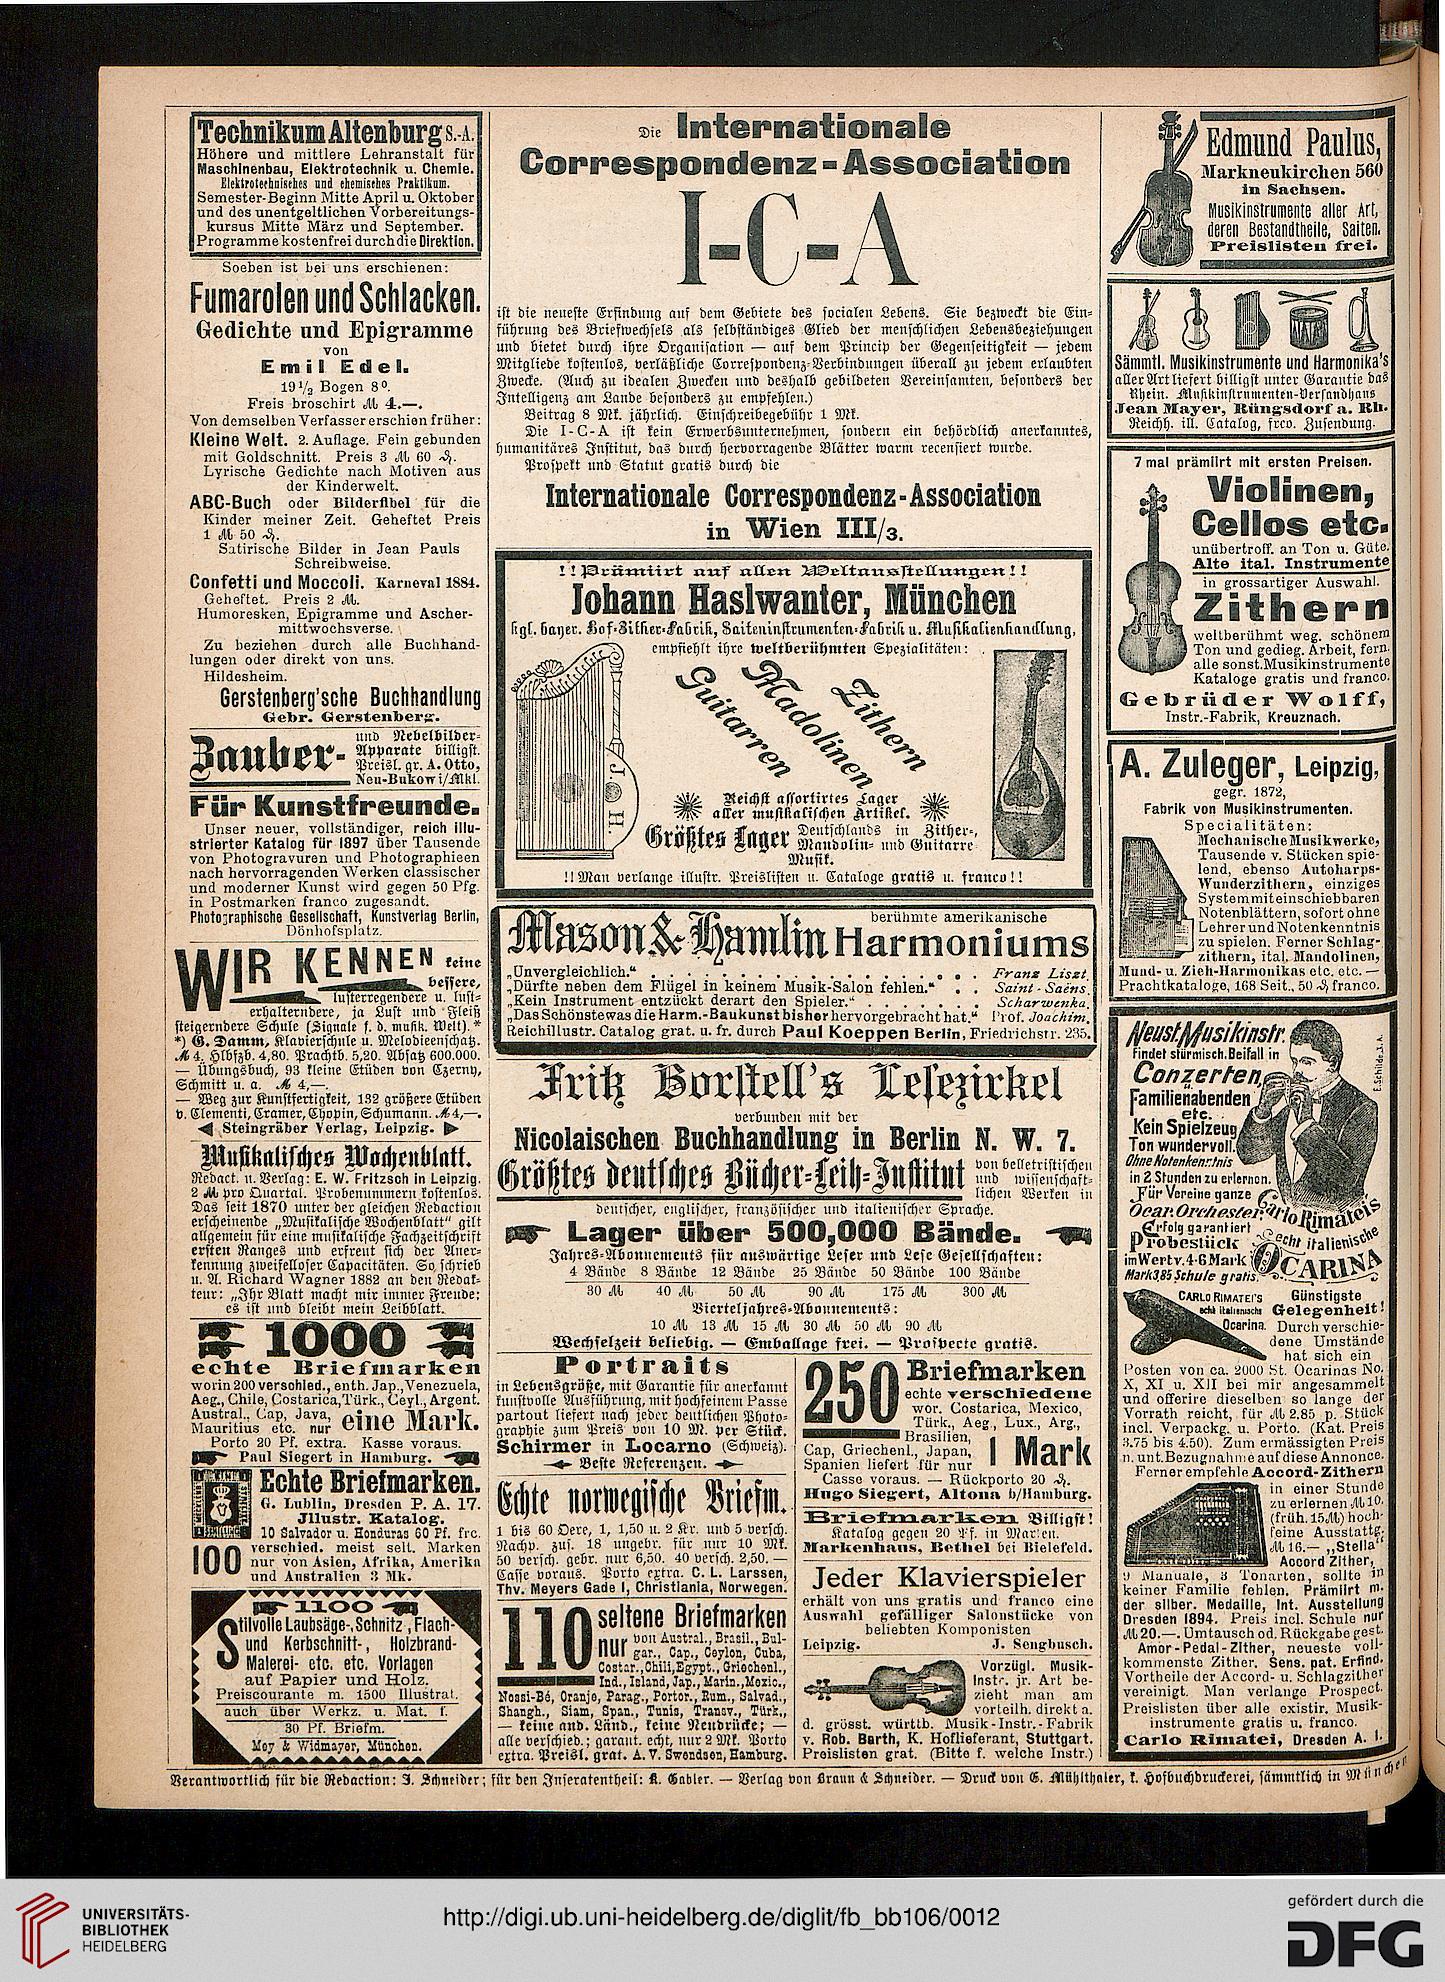 Technikum Altenburg S.-A.
Höhere und mittlere Lehranstalt für
Maschinenbau, Elektrotechnik u. Chemie.
Elektrotechnisches und chemisches Praktikum.
Semester-Beginn Mitte April u. Oktober
und des unentgeltlichen Vorbereitungs-
kursus Mitte März und September.
Programme kostenfrei durch die Direktion.
Soeben ist bei uns erschienen:
Fumarolen und Schlacken.
Gedichte und Epigramme
von
Emil Edel.
19 1/2 Bogen 8°.
Freis broschirt ℳ 4.—.
Von demselben Verfasser erschien früher:
Kleine Welt. 2. Auflage. Fein gebunden
mit Goldschnitt. Preis 3 ℳ 60 ₰.
Lyrische Gedichte nach Motiven aus
der Kinderwelt.
ABC-Buch oder Bilderfibel für die
Kinder meiner Zeit. Geheftet Preis
1 ℳ 50 ₰.
Satirische Bilder in Jean Pauls
Schreibweise.
Confetti und Moccoli. Karneval 1884.
Geheftet. Preis 2 ℳ.
Humoresken, Epigramme und Ascher-
mittwochsverse.
Zu beziehen durch alle Buchhand-
lungen oder direkt von uns.
Hildesheim.
Gerstenberg'sche Buchhandlung
Gebr. Gerstenberg.
Zauber-
und Nebelbilder-
Apparate billigst.
Preisl. gr. A. Otto,
Neu-Bukow i/Mkl.
Für Kunstfreunde.
Unser neuer, vollständiger, reich illu-
strierter Katalog für 1897 über Tausende
von Photogravuren und Photographieen
nach hervorragenden Werken classischer
und moderner Kunst wird gegen 50 Pfg.
in Postmarken franco zugesandt.
Photographische Gesellschaft, Kunstverlag Berlin,
Dönhofsplatz.
WIR KENNEN keine
bessere,
lusterregendere u. lust-
erhaltendere, ja Lust und Fleiß
steigerndere Schule (Signale f. d. musik. Welt). *
*) G. Damm, Klavierschule u. Melodieenschatz.
ℳ 4. Hlbfzb. 4,80. Prachtb. 5,20. Absatz 600.000.
— Übungsbuch, 93 kleine Etüden von Czerny,
Schmitt u. a. ℳ 4,—.
— Weg zur Kunstfertigkeit, 132 größere Etüden
v. Clementi, Cramer, Chopin, Schumann. ℳ 4,—.
Steingräber Verlag, Leipzig.
Musikalisches Wochenblatt.
Redact. u. Verlag: E. W. Fritzsch in Leipzig.
2 ℳ pro Quartal. Probenummern kostenlos.
Das seit 1870 unter der gleichen Redaction
erscheinende „Musikalische Wochenblatt“ gilt
allgemein für eine musikalische Fachzeitschrift
ersten Ranges und erfreut sich der Aner-
kennung zweifelloser Capacitäten. So schrieb
u. A. Richard Wagner 1882 an den Redak-
teur: „Ihr Blatt macht mir immer Freude;
es ist und bleibt mein Leibblatt.
1000
echte Briefmarken
worin 200 verschied., enth. Jap., Venezuela,
Aeg., Chile, Costarica, Türk., Ceyl., Argent.
Austral., Cap, Java,
Mauritius etc. nur eine Mark.
Porto 20 Pf. extra. Kasse voraus.
Paul Siegert in Hamburg.
Echte Briefmarken.
G. Lublin, Dresden P. A. 17.
Jllustr. Katalog.
10 Salvador u. Honduras 60 Pf. frc.
100 verschied. meist selt. Marken
nur von Asien, Afrika, Amerika
und Australien 3 Mk.
1100
Stilvolle Laubsäge-, Schnitz, Flach-
und Kerbschnitt-, Holzbrand-
Malerei- etc. etc. Vorlagen
auf Papier und Holz.
Preiscourante m. 1500 Illustrat.
auch über Werkz. u. Mat. f.
30 Pf. Briefm.
Mey & Widmayer, München.
Die Internationale
Correspondenz-Association
I-C-A
ist die neueste Erfindung auf dem Gebiete des socialen Lebens. Sie bezweckt die Ein-
führung des Briefwechsels als selbständiges Glied der menschlichen Lebensbeziehungen
und bietet durch ihre Organisation — auf dem Princip der Gegenseitigkeit — jedem
Mitgliede kostenlos, verläßliche Correspondenz-Verbindungen überall zu jedem erlaubten
Zwecke. (Auch zu idealen Zwecken und deshalb gebildeten Vereinsamten, besonders der
Intelligenz am Lande besonders zu empfehlen.)
Beitrag 8 Mk. jährlich. Einschreibegebühr 1 Mk.
Die I-C-A ist kein Erwerbsunternehmen, sondern ein behördlich anerkanntes,
humanitäres Institut, das durch hervorragende Blätter warm recensiert wurde.
Prospekt und Statut gratis durch die
Internationale Correspondenz-Association
in Wien III/3.
!! Prämiirt auf allen Weltausstellungen !!
Johann Haslwanter, München
kgl. bayer. Hof-Zither-Fabrik, Saiteninstrumenten-Fabrik u. Musikalienhandlung,
empfiehlt ihre weltberühmten Spezialitäten:
Guitarren
Madolinen
Zithern
J. H.
Reichst assortirtes Lager
aller musikalischen Artikel.
Größtes Lager Deutschlands in Zither-,
Mandolin- und Guitarre
Musik.
!! Man verlange illustr. Preislisten u. Cataloge gratis u. franco !!
Mason & Hamlin berühmte amerikanische Harmoniums
„Unvergleichlich.“ . . . Franz Liszt.
„Dürfte neben dem Flügel in keinem Musik-Salon fehlen.“ . . Saint-Saëns.
„Kein Instrument entzückt derart den Spieler.“ . . . Scharwenka.
„Das Schönste was die Harm.-Baukunst bisher hervorgebracht hat.“ Prof. Joachim.
Reichillustr. Catalog grat. u. fr. durch Paul Koeppen Berlin, Friedrichstr. 235.
Fritz Borstell's Lesezirkel
verbunden mit der
Nicolaischen Buchhandlung in Berlin N. W. 7.
Größtes deutsches Bücher-Leih-Institut von belletristischen
und wissenschaft-
lichen Werken in
deutscher, englischer, französischer und italienischer Sprache.
Lager über 500,000 Bände.
Jahres-Abonnements für auswärtige Leser und Lese Gesellschaften:
4 Bände 8 Bände 12 Bände 25 Bände 50 Bände 100 Bände
30 ℳ 40 ℳ 50 ℳ 90 ℳ 175 ℳ 300 ℳ
Vierteljahres-Abonnements:
10 ℳ 13 ℳ 15 ℳ 30 ℳ 50 ℳ 90 ℳ
Wechselzeit beliebig. — Emballage frei. — Prospecte gratis.
Portraits
in Lebensgröße, mit Garantie für anerkannt
kunstvolle Ausführung, mit hochfeinem Passe
partout liefert nach jeder deutlichen Photo-
graphie zum Preis von 10 M. per Stück.
Schirmer in Locarno (Schweiz).
Beste Referenzen.
Echte norwegische Briefm.
1 bis 60 Oere, 1, 1,50 u. 2 Kr. und 5 versch.
Nachp. zus. 18 ungebr. für nur 10 Mk.
50 versch. gebr. nur 6,50. 40 versch. 2,50. —
Casse voraus. Porto extra. C. L. Larssen,
Thv. Meyers Gade I, Christiania, Norwegen.
110 seltene Briefmarken
nur von Austral., Brasil., Bul-
gar., Cap., Ceylon, Cuba,
Costar., Chili, Egypt., Griechenl.,
Ind., Island, Jap., Marin., Mexic.,
Nossi-Bé, Oranje, Parag., Portor., Rum., Salvad.,
Shangh., Siam, Span., Tunis, Transv., Türk.,
— keine and. Länd., keine Neudrücke; —
alle verschied.; garant. echt, nur 2 Mk. Porto
extra. Preisl. grat. A. V. Swendsen, Hamburg.
250 Briefmarken
echte verschiedene
wor. Costarica, Mexico,
Türk., Aeg., Lux., Arg.,
Brasilien,
Cap, Griechenl., Japan,
Spanien liefert für nur 1 Mark
Casse voraus. — Rückporto 20 ₰.
Hugo Siegert, Altona b/Hamburg.
Briefmarken Billigst!
Katalog gegen 20 Pf. in Marken.
Markenhaus, Bethel bei Bielefeld.
Jeder Klavierspieler
erhält von uns gratis und franco eine
Auswahl gefälliger Salonstücke von
beliebten Komponisten
Leipzig. J. Sengbusch.
Vorzügl. Musik-
Instr. jr. Art be-
zieht man am
vorteilh. direkt a.
d. grösst. württb. Musik-Instr.-Fabrik
v. Rob. Barth, K. Hoflieferant, Stuttgart.
Preislisten grat. (Bitte f. welche Instr.)
Edmund Paulus,
Markneukirchen 560
in Sachsen.
Musikinstrumente aller Art,
deren Bestandtheile, Saiten.
Preislisten frei.
Sämmtl. Musikinstrumente und Harmonika's
aller Art liefert billigst unter Garantie das
Rhein. Musikinstrumenten-Versandhaus
Jean Mayer, Rüngsdorf a. Rh.
Reichh. ill. Catalog, frco. Zusendung.
7 mal prämiirt mit ersten Preisen.
Violinen,
Cellos etc.
unübertroff. an Ton u. Güte.
Alte ital. Instrumente
in grossartiger Auswahl.
Zithern
weltberühmt weg. schönem
Ton und gedieg. Arbeit, fern.
alle sonst. Musikinstrumente
Kataloge gratis und franco.
Gebrüder Wolff,
Instr.-Fabrik, Kreuznach.
A. Zuleger, Leipzig,
gegr. 1872,
Fabrik von Musikinstrumenten.
Specialitäten:
Mechanische Musikwerke,
Tausende v. Stücken spie-
lend, ebenso Autoharps-
Wunderzithern, einziges
System mit einschiebbaren
Notenblättern, sofort ohne
Lehrer und Notenkenntnis
zu spielen. Ferner Schlag-
zithern, ital. Mandolinen,
Mund- u. Zieh-Harmonikas etc. etc. —
Prachtkataloge, 168 Seit., 50 ₰ franco.
Neust. Musikinstr.
Findet stürmisch. Beifall in
Conzerten,
Familienabenden
etc.
Kein Spielzeug
Ton wundervoll.
Ohne Notenkenntnis
in 2 Stunden zu erlernen.
Für Vereine ganze
Ocar. Orchester.
Erfolg garantiert
Probestück
im Wert v. 4-6 Mark
Mark 3,85 Schule gratis.
E. Schilde
Carlo Rimatei's
echt italienische
OCARINA
CARLO RIMATEI'S
echt italienische
Ocarina.
Günstigste
Gelegenheit!
Durch verschie-
dene Umstände
hat sich ein
Posten von ca. 2000 St. Ocarinas No.
X, XI u. XII bei mir angesammelt
und offerire dieselben so lange der
Vorrath reicht, für ℳ 2.85 p. Stück
incl. Verpackg. u. Porto. (Kat. Preis
3.75 bis 4.50). Zum ermässigten Preis
n. unt. Bezugnahme auf diese Annonce.
Ferner empfehle Accord-Zithern
in einer Stunde
zu erlernen ℳ 10.
(früh. 15 ℳ) hoch-
feine Ausstattg.
ℳ 16.— „Stella“
Accord Zither,
9 Manuale, 3 Tonarten, sollte in
keiner Familie fehlen. Prämiirt m.
der silber. Medaille, Int. Ausstellung
Dresden 1894. Preis incl. Schule nur
ℳ 20.—. Umtausch od. Rückgabe gest.
Amor-Pedal-Zither, neueste voll-
kommenste Zither. Sens. pat. Erfind.
Vortheile der Accord- u. Schlagzither
vereinigt. Man verlange Prospect.
Preislisten über alle existir. Musik-
instrumente gratis u. franco.
Carlo Rimatei, Dresden A. I.
Verantwortlich für die Redaction: J. Schneider; für den Inseratentheil: K. Gabler. — Verlag von Braun & Schneider. — Druck von E. Mühlthaler, k. Hofbuchdruckerei, sämmtlich in München
UNIVERSITÄTS-
BIBLIOTHEK
HEIDELBERG
http://digi.ub.uni-heidelberg.de/diglit/fb_bb106/0012
gefördert durch die
DFG